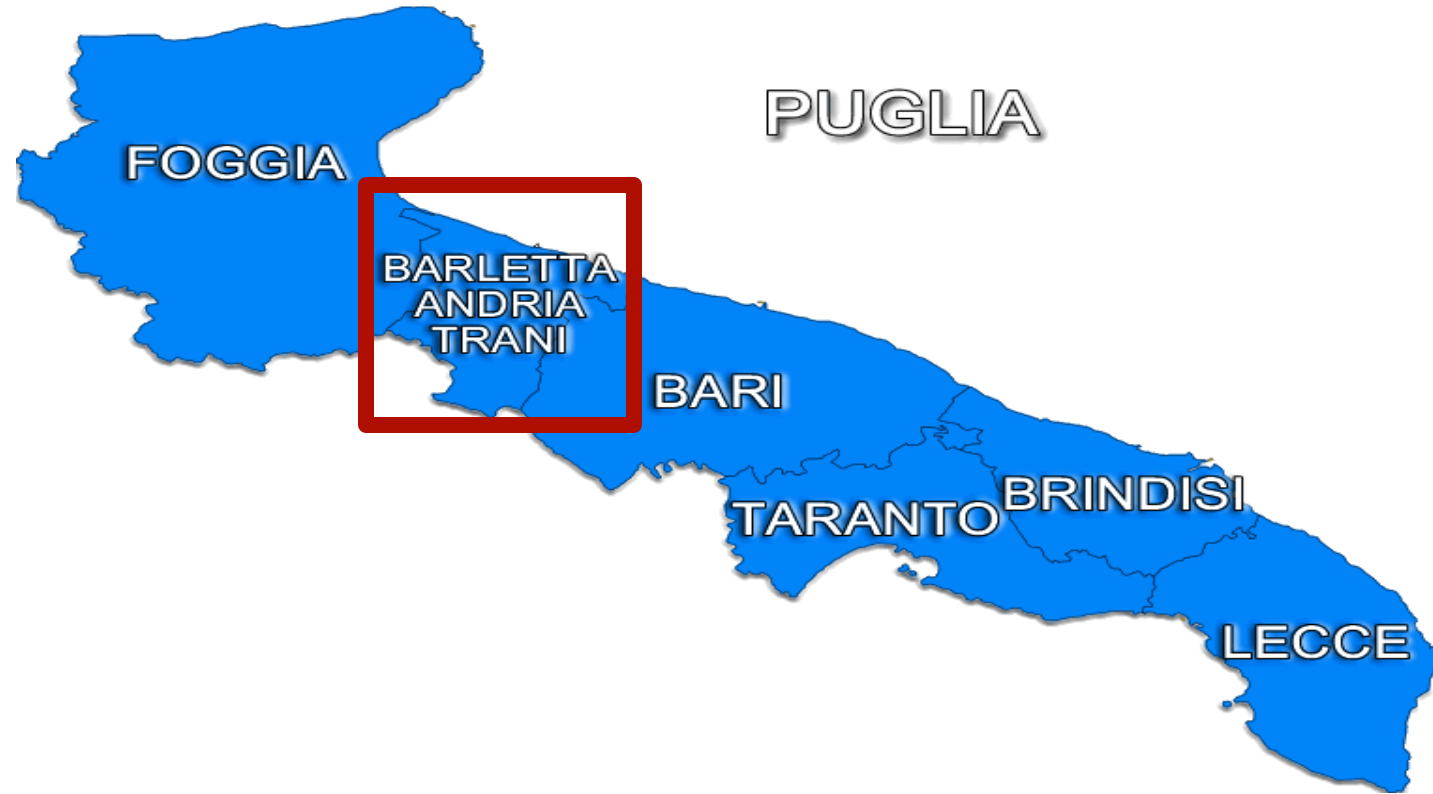 PUGLIA
FOGGIA
BARLETTA
ANDRIA
TRANI
BARI
BRINDISI
TARANTO
LECCE